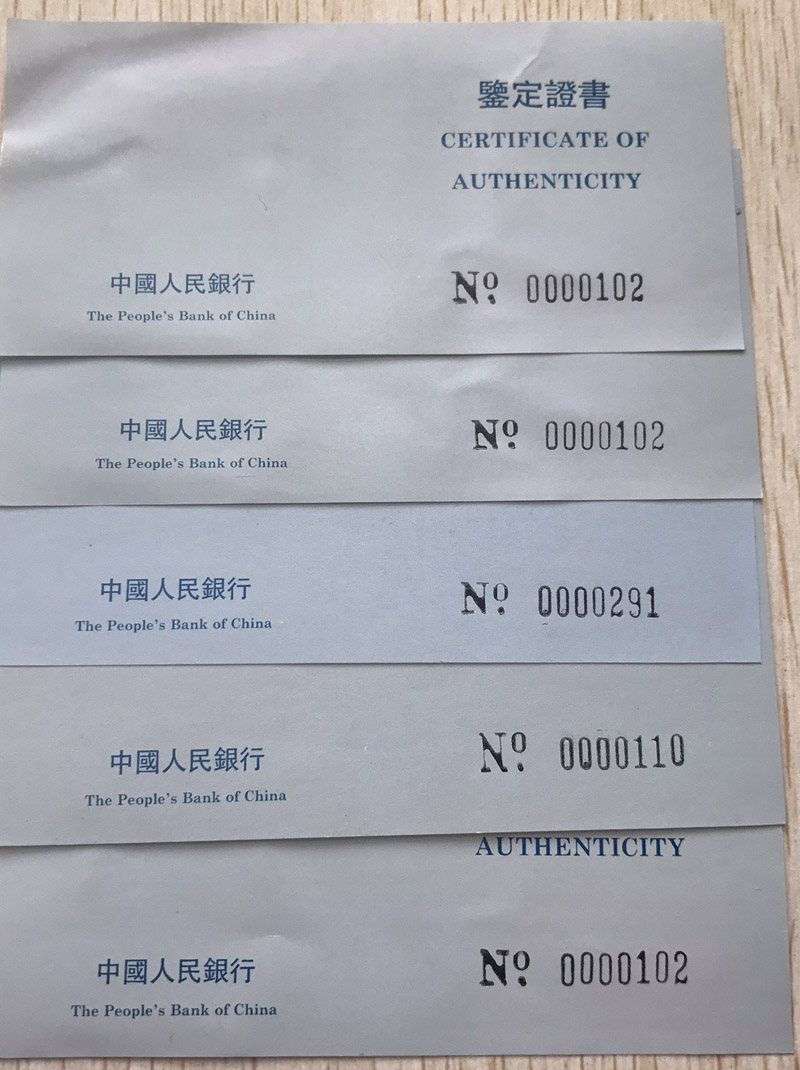 鑒定證書
CERTIFICATE OF
AUTHENTICITY
中國人民銀行
The People's Bank of China
No. 0000102
中國人民銀行
The People's Bank of China
No. 0000102
中國人民銀行
The People's Bank of China
No. 0000291
中國人民銀行
The People's Bank of China
No. 0000110
AUTHENTICITY
中國人民銀行
The People's Bank of China
No. 0000102